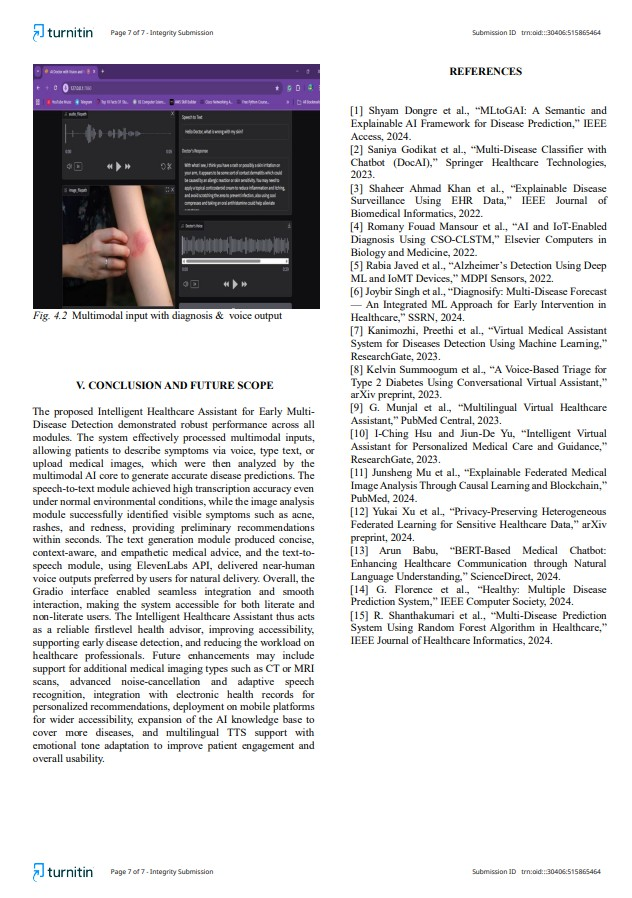 turnitin
Page 7 of 7 - Integrity Submission
Submission ID trn:oid:::30406:515865464
Speech to Text
Hello Doctor, what is wrong with my skin?
Doctor's Response
Fig. 4.2 Multimodal input with diagnosis & voice output
V. CONCLUSION AND FUTURE SCOPE
The proposed Intelligent Healthcare Assistant for Early Multi-
Disease Detection demonstrated robust performance across all
modules. The system effectively processed multimodal inputs,
allowing patients to describe symptoms via voice, type text, or
upload medical images, which were then analyzed by the
multimodal AI core to generate accurate disease predictions. The
speech-to-text module achieved high transcription accuracy even
under normal environmental conditions, while the image analysis
module successfully identified visible symptoms such as acne,
rashes, and redness, providing preliminary recommendations
within seconds. The text generation module produced concise,
context-aware, and empathetic medical advice, and the text-to-
speech module, using ElevenLabs API, delivered near-human
voice outputs preferred by users for natural delivery. Overall, the
Gradio interface enabled seamless integration and smooth
interaction, making the system accessible for both literate and
non-literate users. The Intelligent Healthcare Assistant thus acts
as a reliable firstlevel health advisor, improving accessibility,
supporting early disease detection, and reducing the workload on
healthcare professionals. Future enhancements may include
support for additional medical imaging types such as CT or MRI
scans, advanced noise-cancellation and adaptive speech
recognition, integration with electronic health records for
personalized recommendations, deployment on mobile platforms
for wider accessibility, expansion of the AI knowledge base to
cover more diseases, and multilingual TTS support with
emotional tone adaptation to improve patient engagement and
overall usability.
REFERENCES
[1] Shyam Dongre et al., “MLtoGAI: A Semantic and
Explainable AI Framework for Disease Prediction,” IEEE
Access, 2024.
[2] Saniya Godikat et al., “Multi-Disease Classifier with
Chatbot (DocAI),” Springer Healthcare Technologies,
2023.
[3] Shaheer Ahmad Khan et al., “Explainable Disease
Surveillance Using EHR Data,” IEEE Journal of
Biomedical Informatics, 2022.
[4] Romany Fouad Mansour et al., “AI and IoT-Enabled
Diagnosis Using CSO-CLSTM,” Elsevier Computers in
Biology and Medicine, 2022.
[5] Rabia Javed et al., “Alzheimer’s Detection Using Deep
ML and IoMT Devices,” MDPI Sensors, 2022.
[6] Joybir Singh et al., “Diagnosify: Multi-Disease Forecast
— An Integrated ML Approach for Early Intervention in
Healthcare,” SSRN, 2024.
[7] Kanimozhi, Preethi et al., “Virtual Medical Assistant
System for Diseases Detection Using Machine Learning,”
ResearchGate, 2023.
[8] Kelvin Summoogum et al., “A Voice-Based Triage for
Type 2 Diabetes Using Conversational Virtual Assistant,”
arXiv preprint, 2023.
[9] G. Munjal et al., “Multilingual Virtual Healthcare
Assistant,” PubMed Central, 2023.
[10] I-Ching Hsu and Jiun-De Yu, “Intelligent Virtual
Assistant for Personalized Medical Care and Guidance,”
ResearchGate, 2023.
[11] Junsheng Mu et al., “Explainable Federated Medical
Image Analysis Through Causal Learning and Blockchain,”
PubMed, 2024.
[12] Yukai Xu et al., “Privacy-Preserving Heterogeneous
Federated Learning for Sensitive Healthcare Data,” arXiv
preprint, 2024.
[13] Arun Babu, “BERT-Based Medical Chatbot:
Enhancing Healthcare Communication through Natural
Language Understanding,” ScienceDirect, 2024.
[14] G. Florence et al., “Healthy: Multiple Disease
Prediction System,” IEEE Computer Society, 2024.
[15] R. Shanthakumari et al., “Multi-Disease Prediction
System Using Random Forest Algorithm in Healthcare,”
IEEE Journal of Healthcare Informatics, 2024.
turnitin
Page 7 of 7 - Integrity Submission
Submission ID trn:oid:::30406:515865464